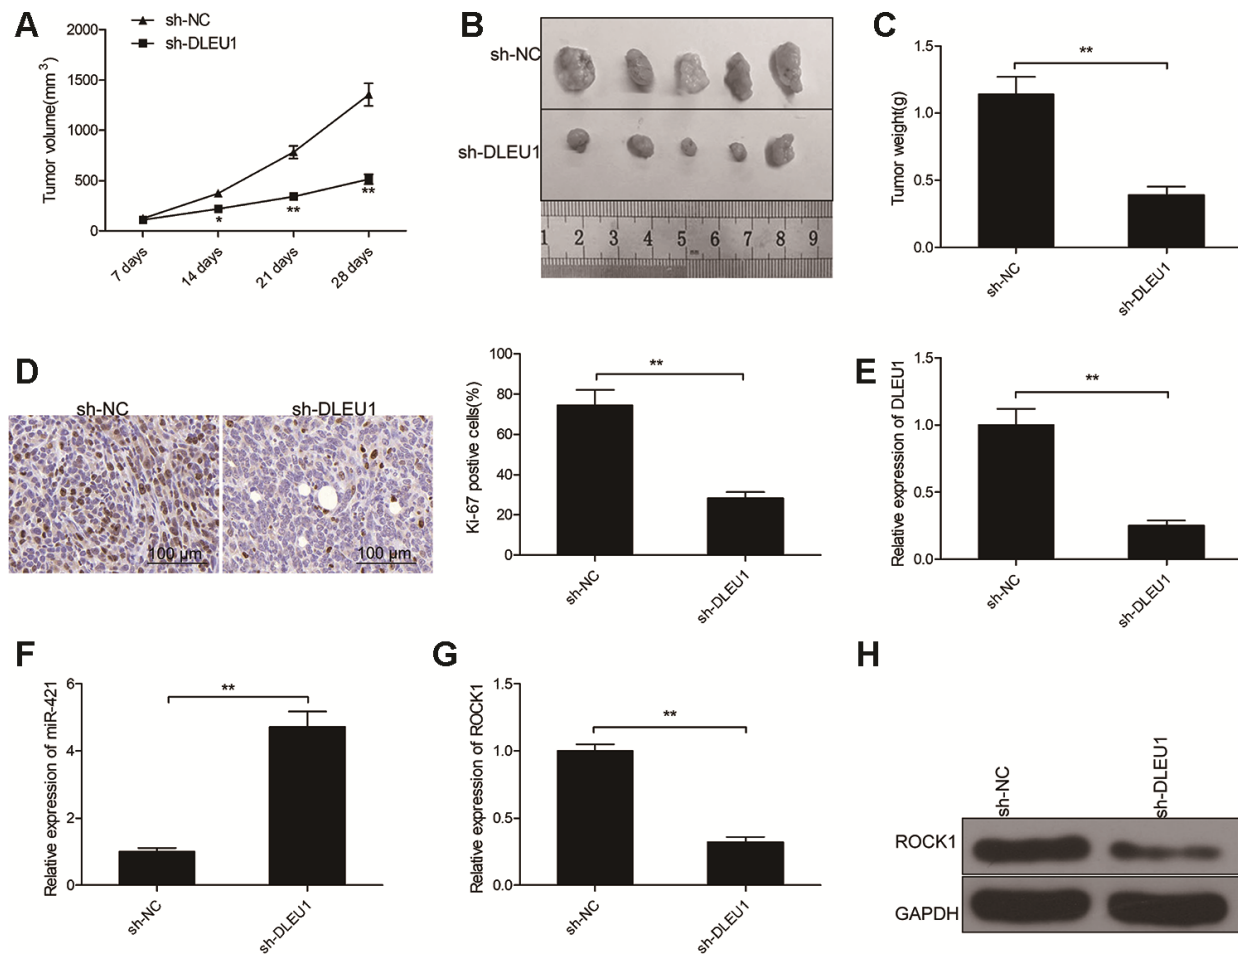 A
sh-NC
sh-DLEU1
Tumor volume(mm3)
2000
1500
1000
500
0
*
**
**
7 days
14 days
21 days
28 days
B
sh-NC
sh-DLEU1
1 2 3 4 5 6 7 8 9
C
Tumor weight(g)
1.5
1.0
0.5
0.0
**
sh-NC
sh-DLEU1
D
sh-NC
sh-DLEU1
100 μm
100 μm
Ki-67 postive cells(%)
100
80
60
40
20
0
**
sh-NC
sh-DLEU1
E
Relative expression of DLEU1
1.5
1.0
0.5
0.0
**
sh-NC
sh-DLEU1
F
Relative expression of miR-421
6
4
2
0
**
sh-NC
sh-DLEU1
G
Relative expression of ROCK1
1.5
1.0
0.5
0.0
**
sh-NC
sh-DLEU1
H
sh-NC
sh-DLEU1
ROCK1
GAPDH